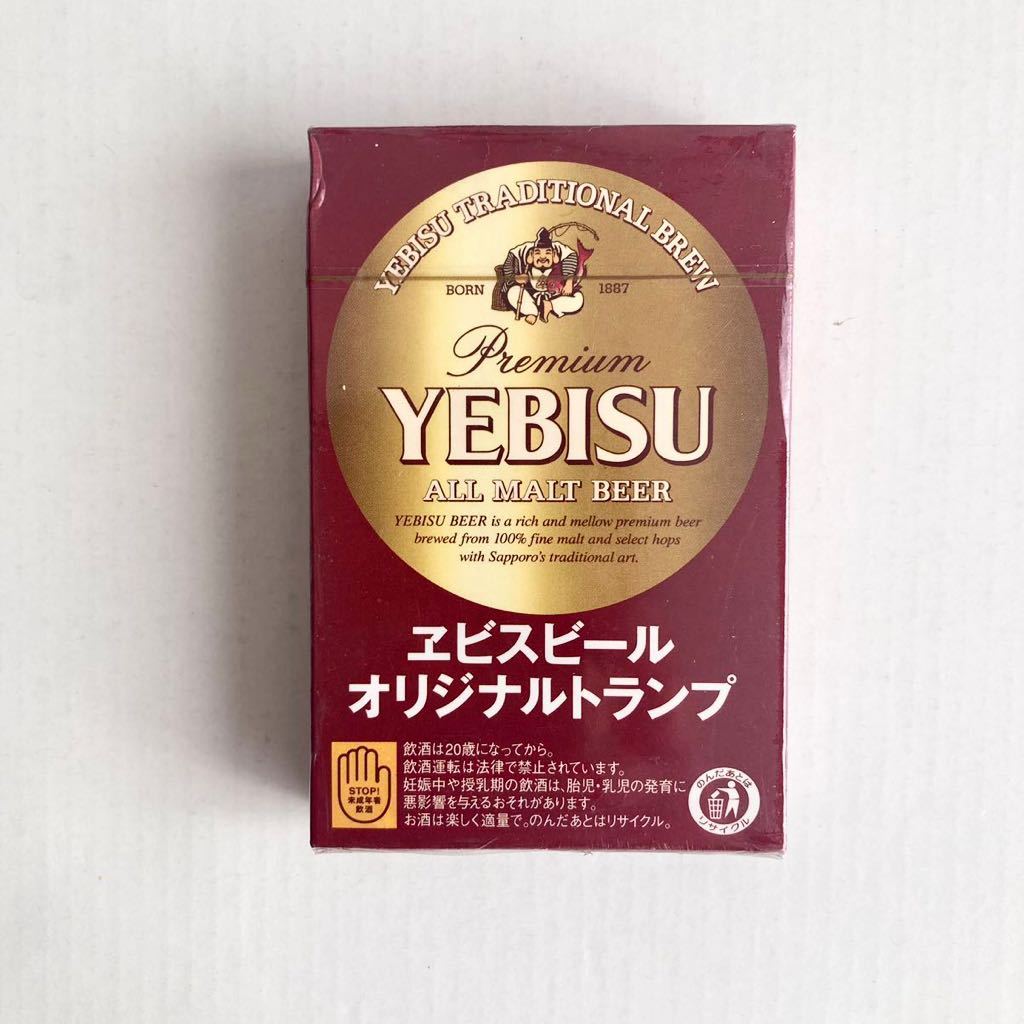 YEBISU TRADITIONAL BREW
BORN 1887
Premium
YEBISU
ALL MALT BEER
YEBISU BEER is a rich and mellow premium beer
brewed from 100% fine malt and select hops
with Sapporo's traditional art.
ヱビスビール
オリジナルトランプ
STOP!
未成年者
飲酒
飲酒は20歳になってから。
飲酒運転は法律で禁止されています。
妊娠中や授乳期の飲酒は、胎児・乳児の発育に
悪影響を与えるおそれがあります。
お酒は楽しく適量で。のんだあとはリサイクル。
のんだあとは
リサイクル